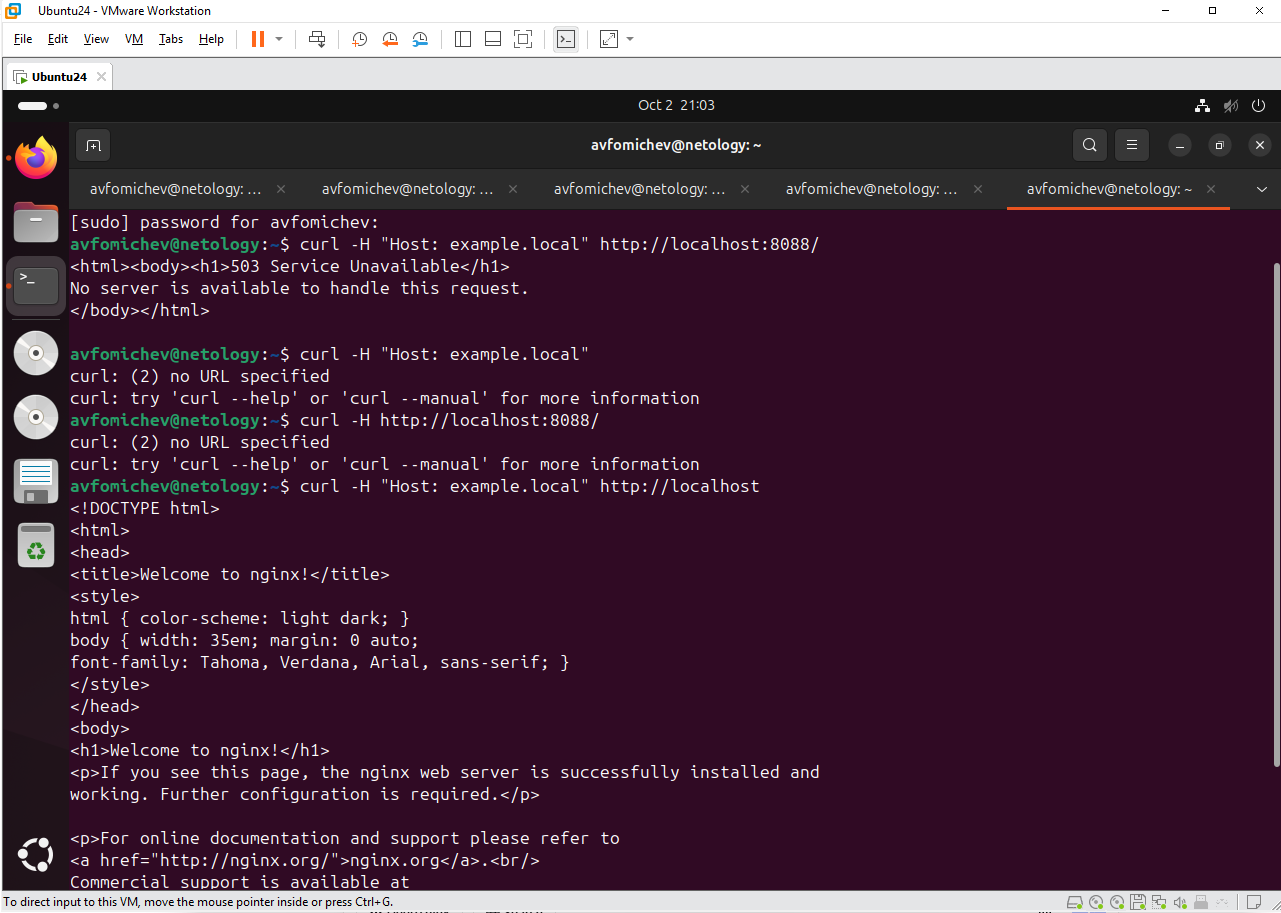 Ubuntu24 - VMware Workstation
File Edit View VM Tabs Help
Ubuntu24
Oct 2 21:03
avfomichev@netology: ~
avfomichev@netology: ... avfomichev@netology: ... avfomichev@netology: ... avfomichev@netology: ... avfomichev@netology: ~
[sudo] password for avfomichev:
avfomichev@netology:~$ curl -H "Host: example.local" http://localhost:8088/
<html><body><h1>503 Service Unavailable</h1>
No server is available to handle this request.
</body></html>
avfomichev@netology:~$ curl -H "Host: example.local"
curl: (2) no URL specified
curl: try 'curl --help' or 'curl --manual' for more information
avfomichev@netology:~$ curl -H http://localhost:8088/
curl: (2) no URL specified
curl: try 'curl --help' or 'curl --manual' for more information
avfomichev@netology:~$ curl -H "Host: example.local" http://localhost
<!DOCTYPE html>
<html>
<head>
<title>Welcome to nginx!</title>
<style>
html { color-scheme: light dark; }
body { width: 35em; margin: 0 auto;
font-family: Tahoma, Verdana, Arial, sans-serif; }
</style>
</head>
<body>
<h1>Welcome to nginx!</h1>
<p>If you see this page, the nginx web server is successfully installed and
working. Further configuration is required.</p>
<p>For online documentation and support please refer to
<a href="http://nginx.org/">nginx.org</a>.<br/>
Commercial support is available at
To direct input to this VM, move the mouse pointer inside or press Ctrl+G.